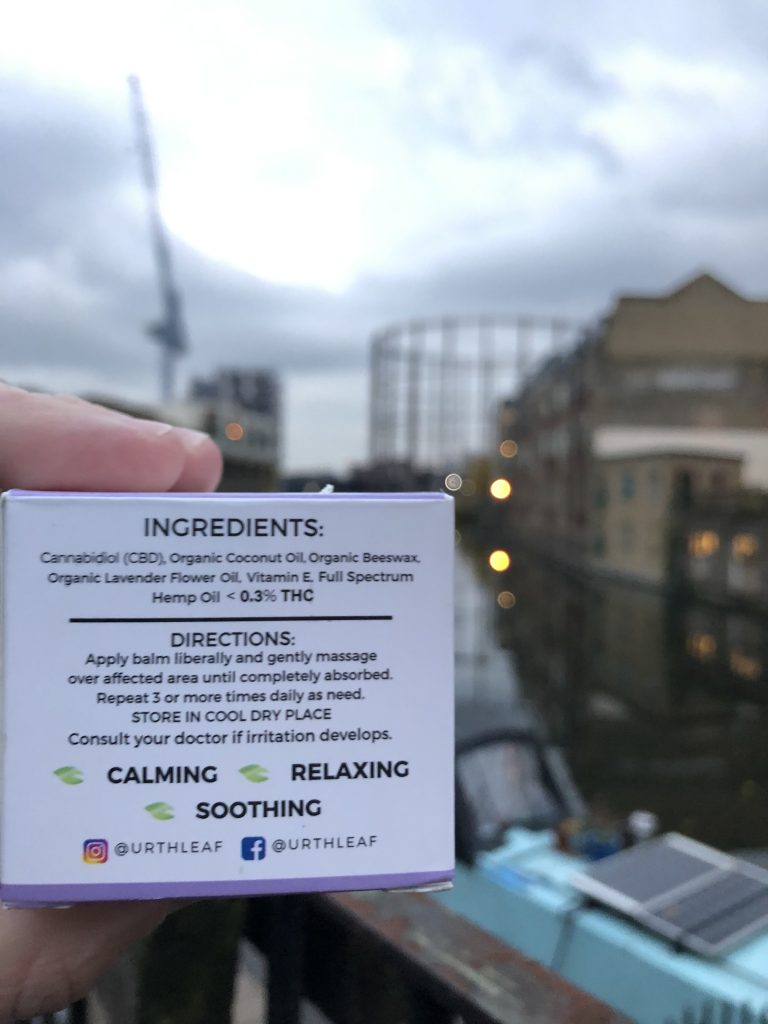 INGREDIENTS:
Cannabidiol (CBD), Organic Coconut Oil, Organic Beeswax,
Organic Lavender Flower Oil, Vitamin E, Full Spectrum
Hemp Oil < 0.3% THC
DIRECTIONS:
Apply balm liberally and gently massage
over affected area until completely absorbed.
Repeat 3 or more times daily as need.
STORE IN COOL DRY PLACE
Consult your doctor if irritation develops.
CALMING RELAXING
SOOTHING
@URTHLEAF @URTHLEAF